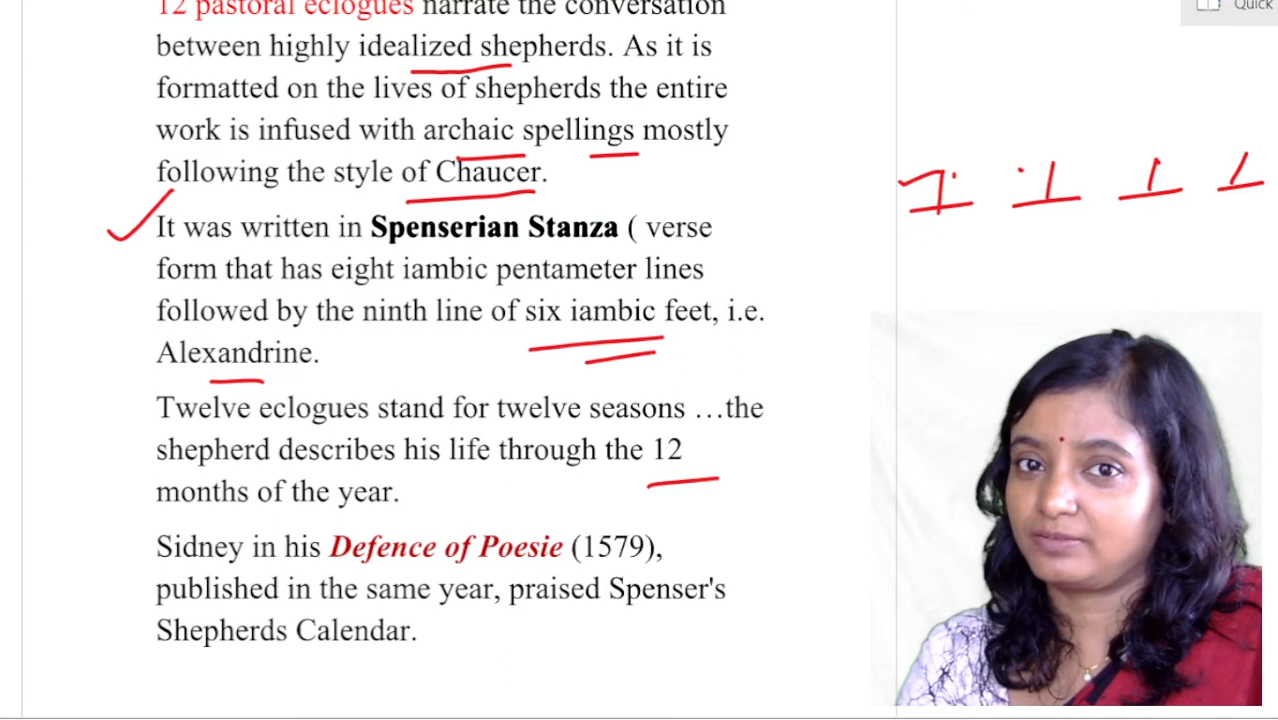 Quick
12 pastoral eclogues narrate the conversation
between highly idealized shepherds. As it is
formatted on the lives of shepherds the entire
work is infused with archaic spellings mostly
following the style of Chaucer.
It was written in Spenserian Stanza ( verse
form that has eight iambic pentameter lines
followed by the ninth line of six iambic feet, i.e.
Alexandrine.
Twelve eclogues stand for twelve seasons …the
shepherd describes his life through the 12
months of the year.
Sidney in his Defence of Poesie (1579),
published in the same year, praised Spenser's
Shepherds Calendar.